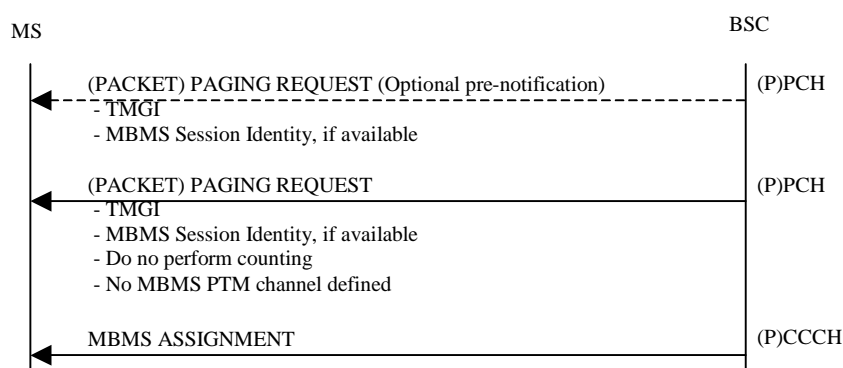 MS
BSC
(PACKET) PAGING REQUEST (Optional pre-notification)
(P)PCH
- TMGI
- MBMS Session Identity, if available
(PACKET) PAGING REQUEST
(P)PCH
- TMGI
- MBMS Session Identity, if available
- Do no perform counting
- No MBMS PTM channel defined
MBMS ASSIGNMENT
(P)CCCH